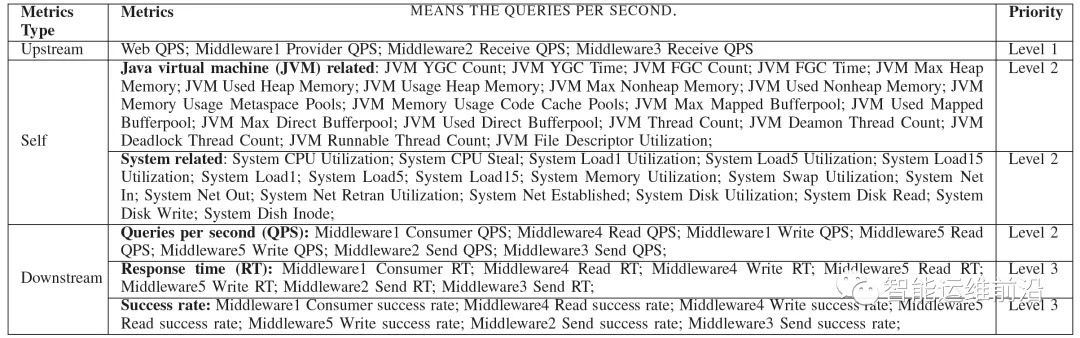 MEANS THE QUERIES PER SECOND.
Metrics Type
Metrics
Priority
Upstream
Web QPS; Middleware1 Provider QPS; Middleware2 Receive QPS; Middleware3 Receive QPS
Level 1
Self
Java virtual machine (JVM) related: JVM YGC Count; JVM YGC Time; JVM FGC Count; JVM FGC Time; JVM Max Heap
Memory; JVM Used Heap Memory; JVM Usage Heap Memory; JVM Max Nonheap Memory; JVM Used Nonheap Memory; JVM
Memory Usage Metaspace Pools; JVM Memory Usage Code Cache Pools; JVM Max Mapped Bufferpool; JVM Used Mapped
Bufferpool; JVM Max Direct Bufferpool; JVM Used Direct Bufferpool; JVM Thread Count; JVM Deamon Thread Count; JVM
Deadlock Thread Count; JVM Runnable Thread Count; JVM File Descriptor Utilization;
Level 2
System related: System CPU Utilization; System CPU Steal; System Load1 Utilization; System Load5 Utilization; System Load15
Utilization; System Load1; System Load5; System Load15; System Memory Utilization; System Swap Utilization; System Net
In; System Net Out; System Net Retran Utilization; System Net Established; System Disk Utilization; System Disk Read; System
Disk Write; System Dish Inode;
Level 2
Downstream
Queries per second (QPS): Middleware1 Consumer QPS; Middleware4 Read QPS; Middleware1 Write QPS; Middleware5 Read
QPS; Middleware5 Write QPS; Middleware2 Send QPS; Middleware3 Send QPS;
Level 2
Response time (RT): Middleware1 Consumer RT; Middleware4 Read RT; Middleware4 Write RT; Middleware5 Read RT;
Middleware5 Write RT; Middleware2 Send RT; Middleware3 Send RT;
Level 3
Success rate: Middleware1 Consumer success rate; Middleware4 Read success rate; Middleware4 Write success rate; Middleware5
Read success rate; Middleware5 Write success rate; Middleware2 Send success rate; Middleware3 Send success rate;
Level 3
智能运维前沿